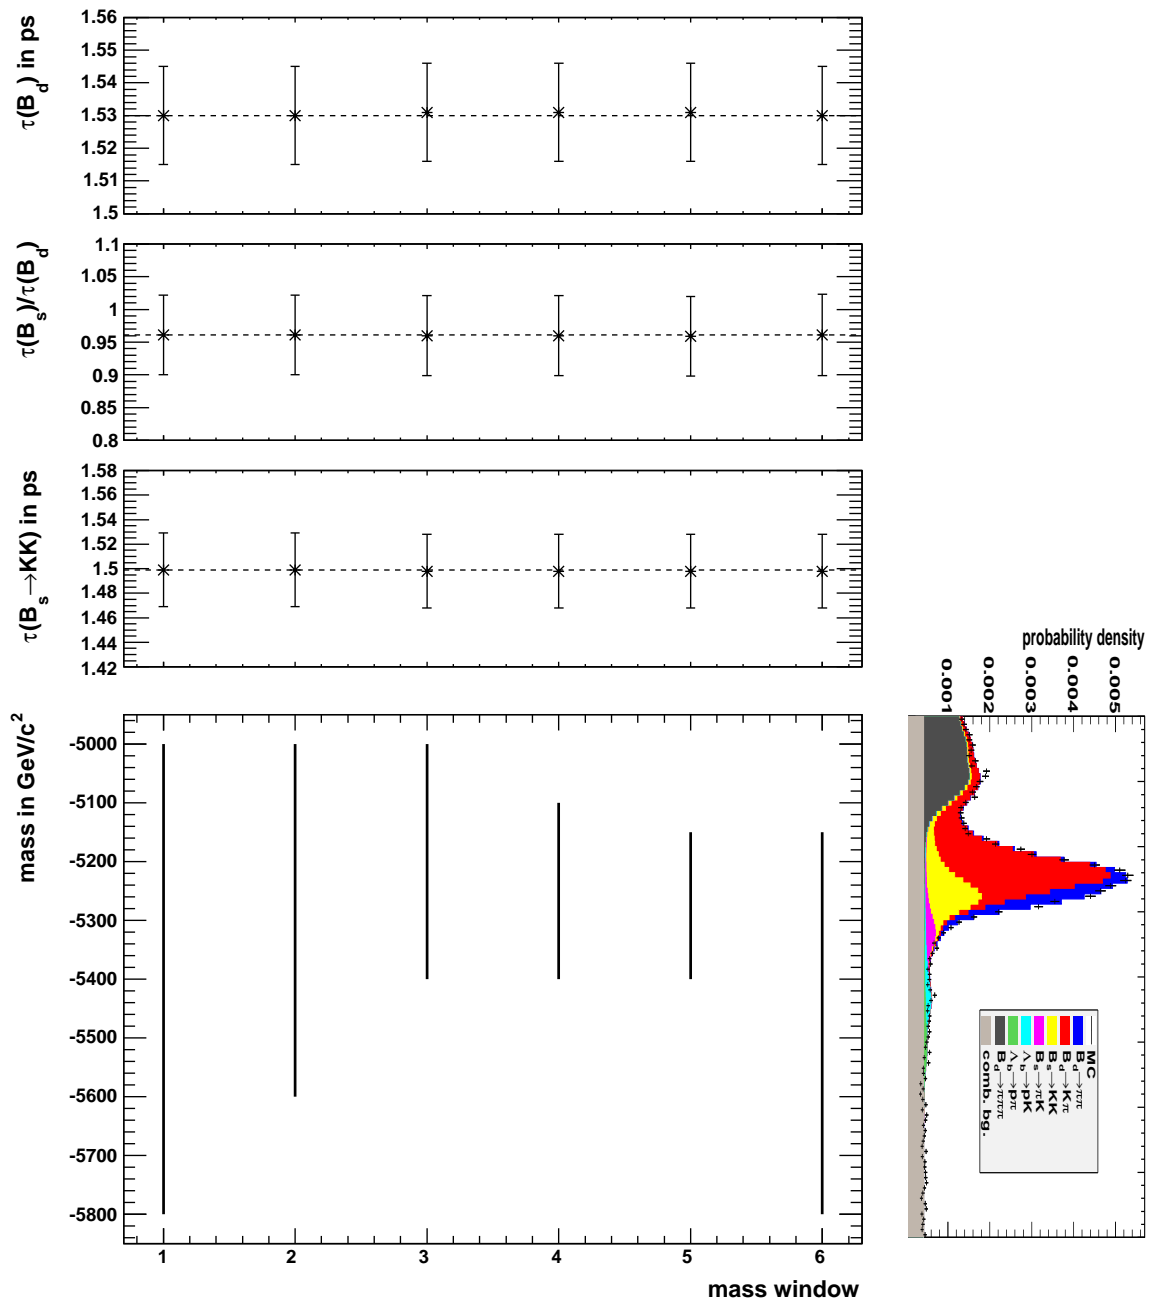 τ(B_d) in ps
1.56
1.55
1.54
1.53
1.52
1.51
1.5
τ(B_s)/τ(B_d)
1.1
1.05
1
0.95
0.9
0.85
0.8
τ(B_s→KK) in ps
1.58
1.56
1.54
1.52
1.5
1.48
1.46
1.44
1.42
mass in GeV/c²
-5000
-5100
-5200
-5300
-5400
-5500
-5600
-5700
-5800
1 2 3 4 5 6
mass window
probability density
0.001 0.002 0.003 0.004 0.005
MC
B_d→ππ
B_d→Kπ
B_s→KK
B_s→πK
Λ_b→pK
Λ_b→pπ
B_d→πππ
comb. bg.